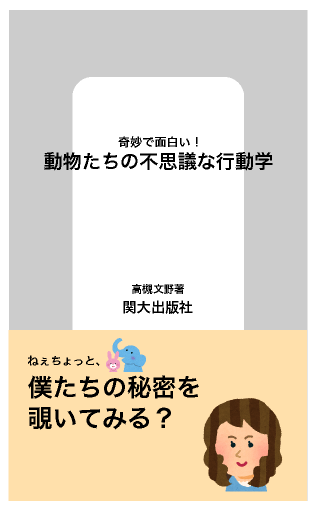 奇妙で面白い！
動物たちの不思議な行動学
高槻文野著
関大出版社
ねぇちょっと、
僕たちの秘密を
覗いてみる？